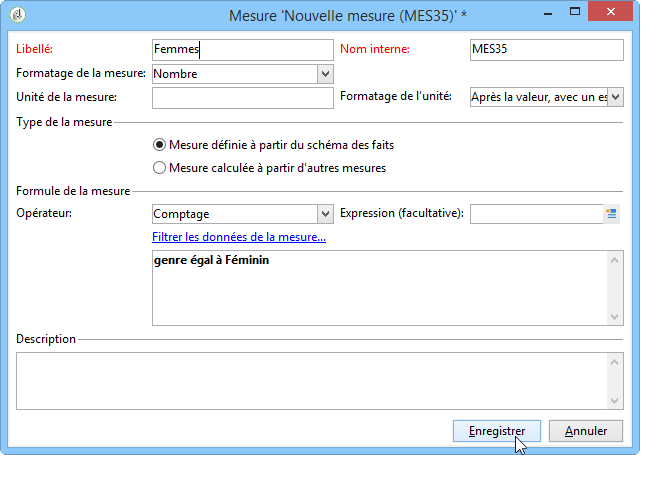 Mesure 'Nouvelle mesure (MES35)' *
Libellé: Femmes Nom interne: MES35
Formatage de la mesure: Nombre
Unité de la mesure: Formatage de l'unité: Après la valeur, avec un es
Type de la mesure
Mesure définie à partir du schéma des faits
Mesure calculée à partir d'autres mesures
Formule de la mesure
Opérateur: Comptage Expression (facultative):
Filtrer les données de la mesure...
genre égal à Féminin
Description
Enregistrer Annuler